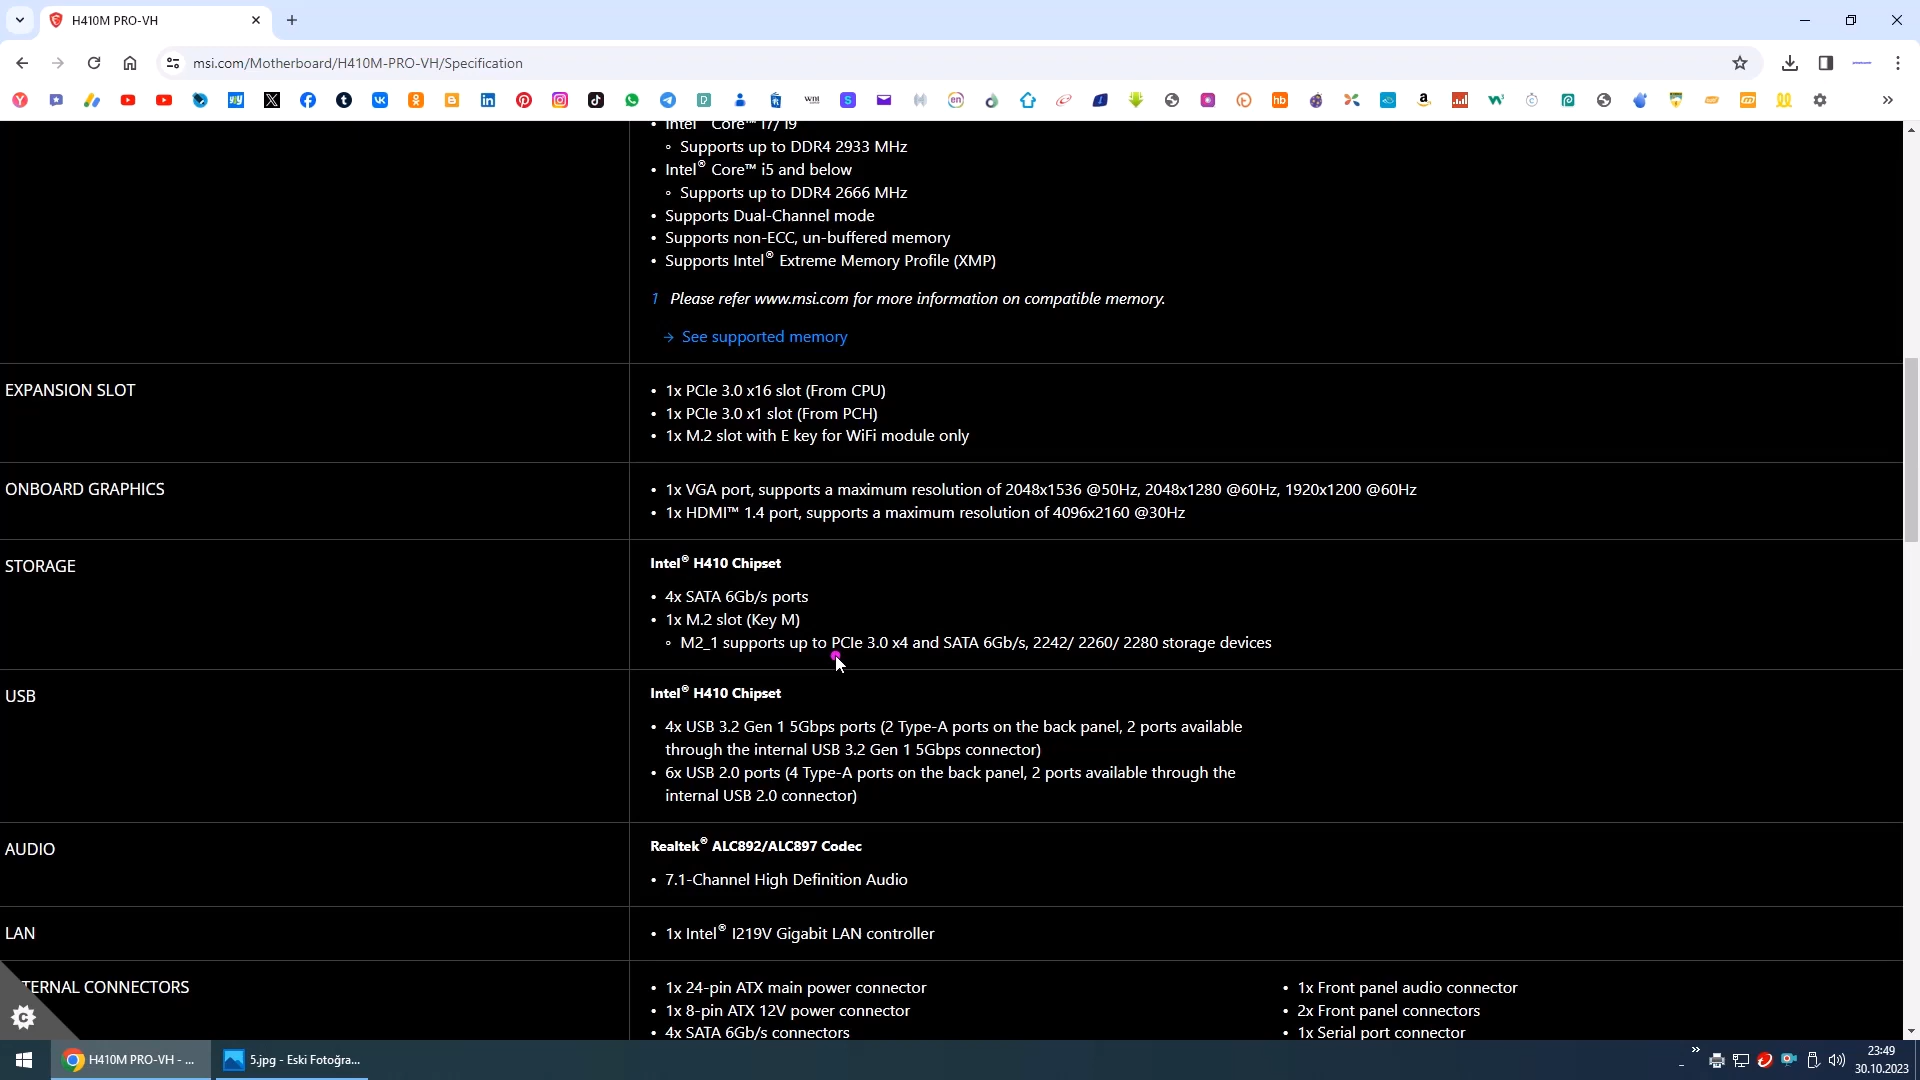 H410M PRO-VH
msi.com/Motherboard/H410M-PRO-VH/Specification
• Intel® Core™ i7/ i9
Supports up to DDR4 2933 MHz
• Intel® Core™ i5 and below
Supports up to DDR4 2666 MHz
• Supports Dual-Channel mode
• Supports non-ECC, un-buffered memory
• Supports Intel® Extreme Memory Profile (XMP)
1 Please refer www.msi.com for more information on compatible memory.
→ See supported memory
EXPANSION SLOT
• 1x PCIe 3.0 x16 slot (From CPU)
• 1x PCIe 3.0 x1 slot (From PCH)
• 1x M.2 slot with E key for WiFi module only
ONBOARD GRAPHICS
• 1x VGA port, supports a maximum resolution of 2048x1536 @50Hz, 2048x1280 @60Hz, 1920x1200 @60Hz
• 1x HDMI™ 1.4 port, supports a maximum resolution of 4096x2160 @30Hz
STORAGE
Intel® H410 Chipset
• 4x SATA 6Gb/s ports
• 1x M.2 slot (Key M)
M2_1 supports up to PCIe 3.0 x4 and SATA 6Gb/s, 2242/ 2260/ 2280 storage devices
USB
Intel® H410 Chipset
• 4x USB 3.2 Gen 1 5Gbps ports (2 Type-A ports on the back panel, 2 ports available
through the internal USB 3.2 Gen 1 5Gbps connector)
• 6x USB 2.0 ports (4 Type-A ports on the back panel, 2 ports available through the
internal USB 2.0 connector)
AUDIO
Realtek® ALC892/ALC897 Codec
• 7.1-Channel High Definition Audio
LAN
• 1x Intel® I219V Gigabit LAN controller
TERNAL CONNECTORS
• 1x 24-pin ATX main power connector
• 1x 8-pin ATX 12V power connector
• 4x SATA 6Gb/s connectors
• 1x Front panel audio connector
• 2x Front panel connectors
• 1x Serial port connector
H410M PRO-VH - ...
5.jpg - Eski Fotoğra...
23:49
30.10.2023